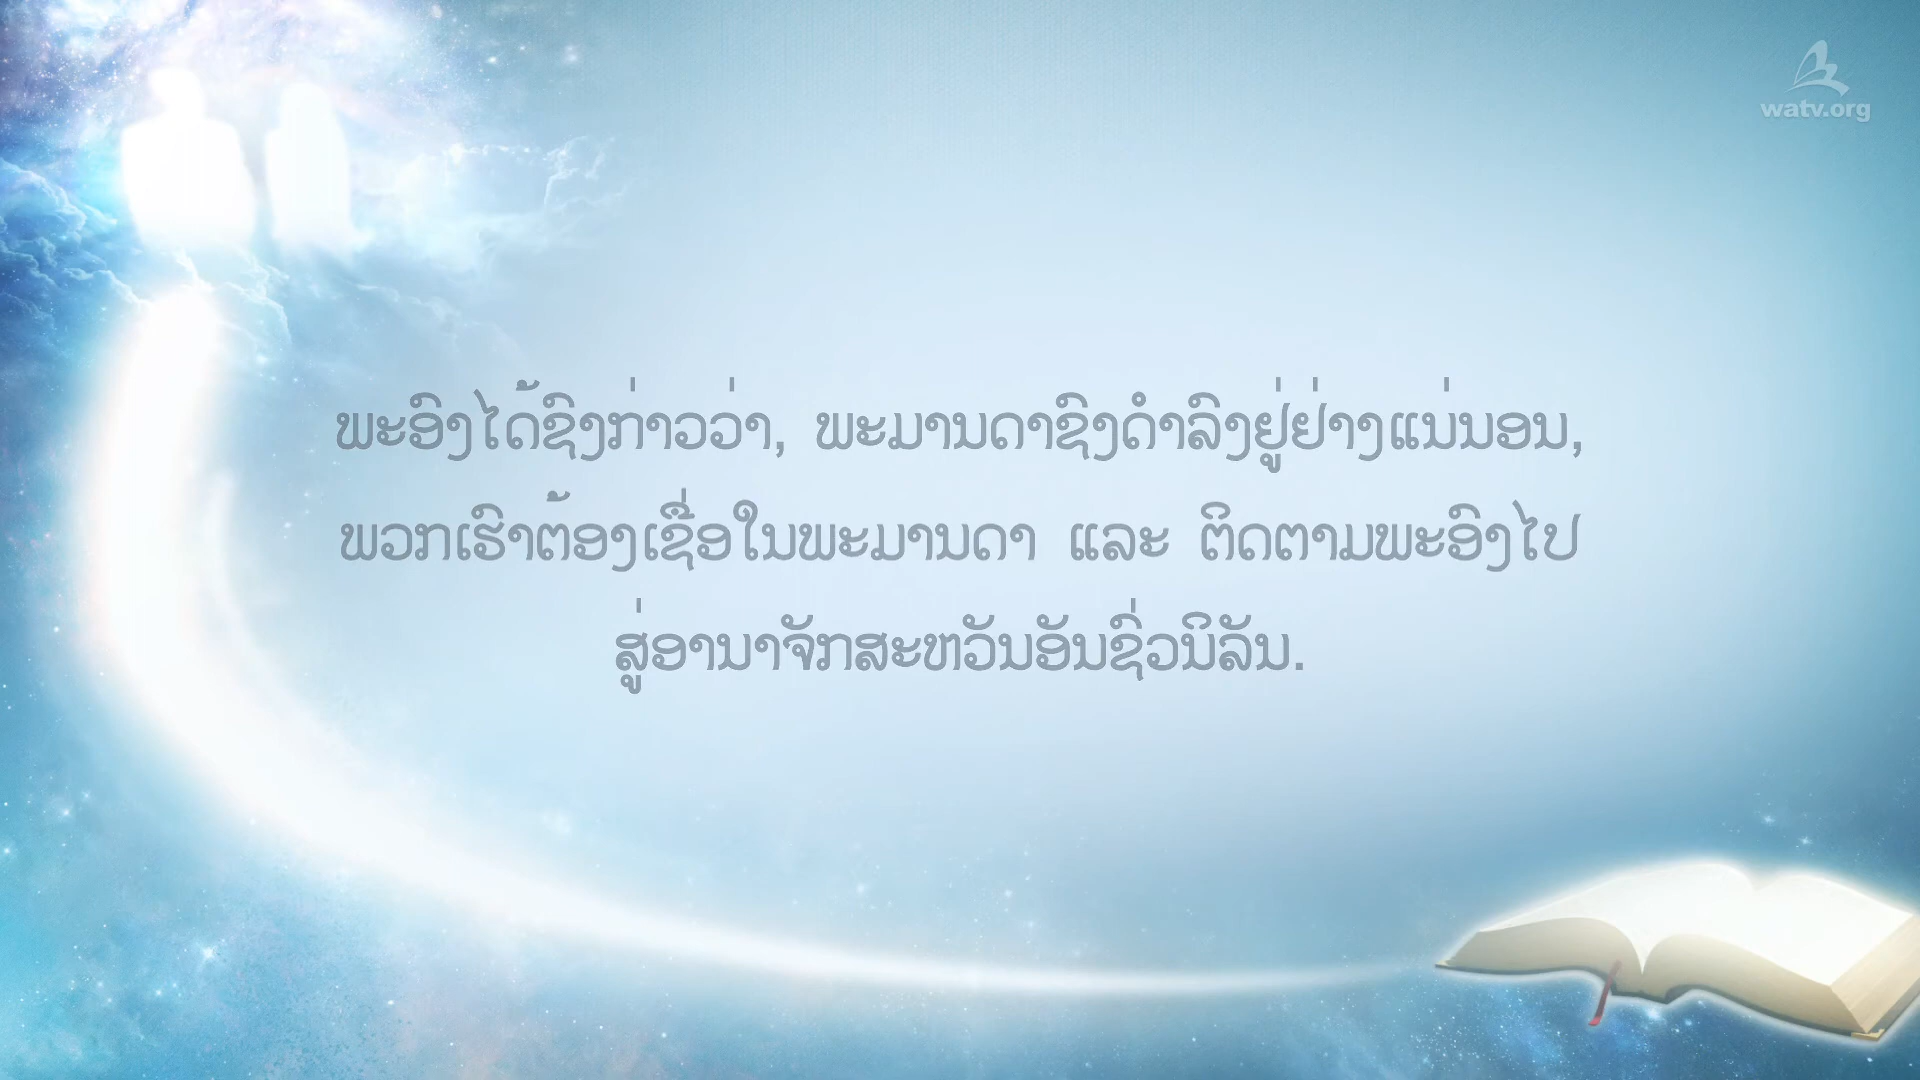 watv.org
ພະອົງໄດ້ຊົງກ່າວວ່າ, ພະມານດາຊົງດຳລົງຢູ່ຢ່າງແນ່ນອນ,
ພວກເຮົາຕ້ອງເຊື່ອໃນພະມານດາ ແລະ ຕິດຕາມພະອົງໄປ
ສູ່ອານາຈັກສະຫວັນອັນຊົ່ວນິລັນ.